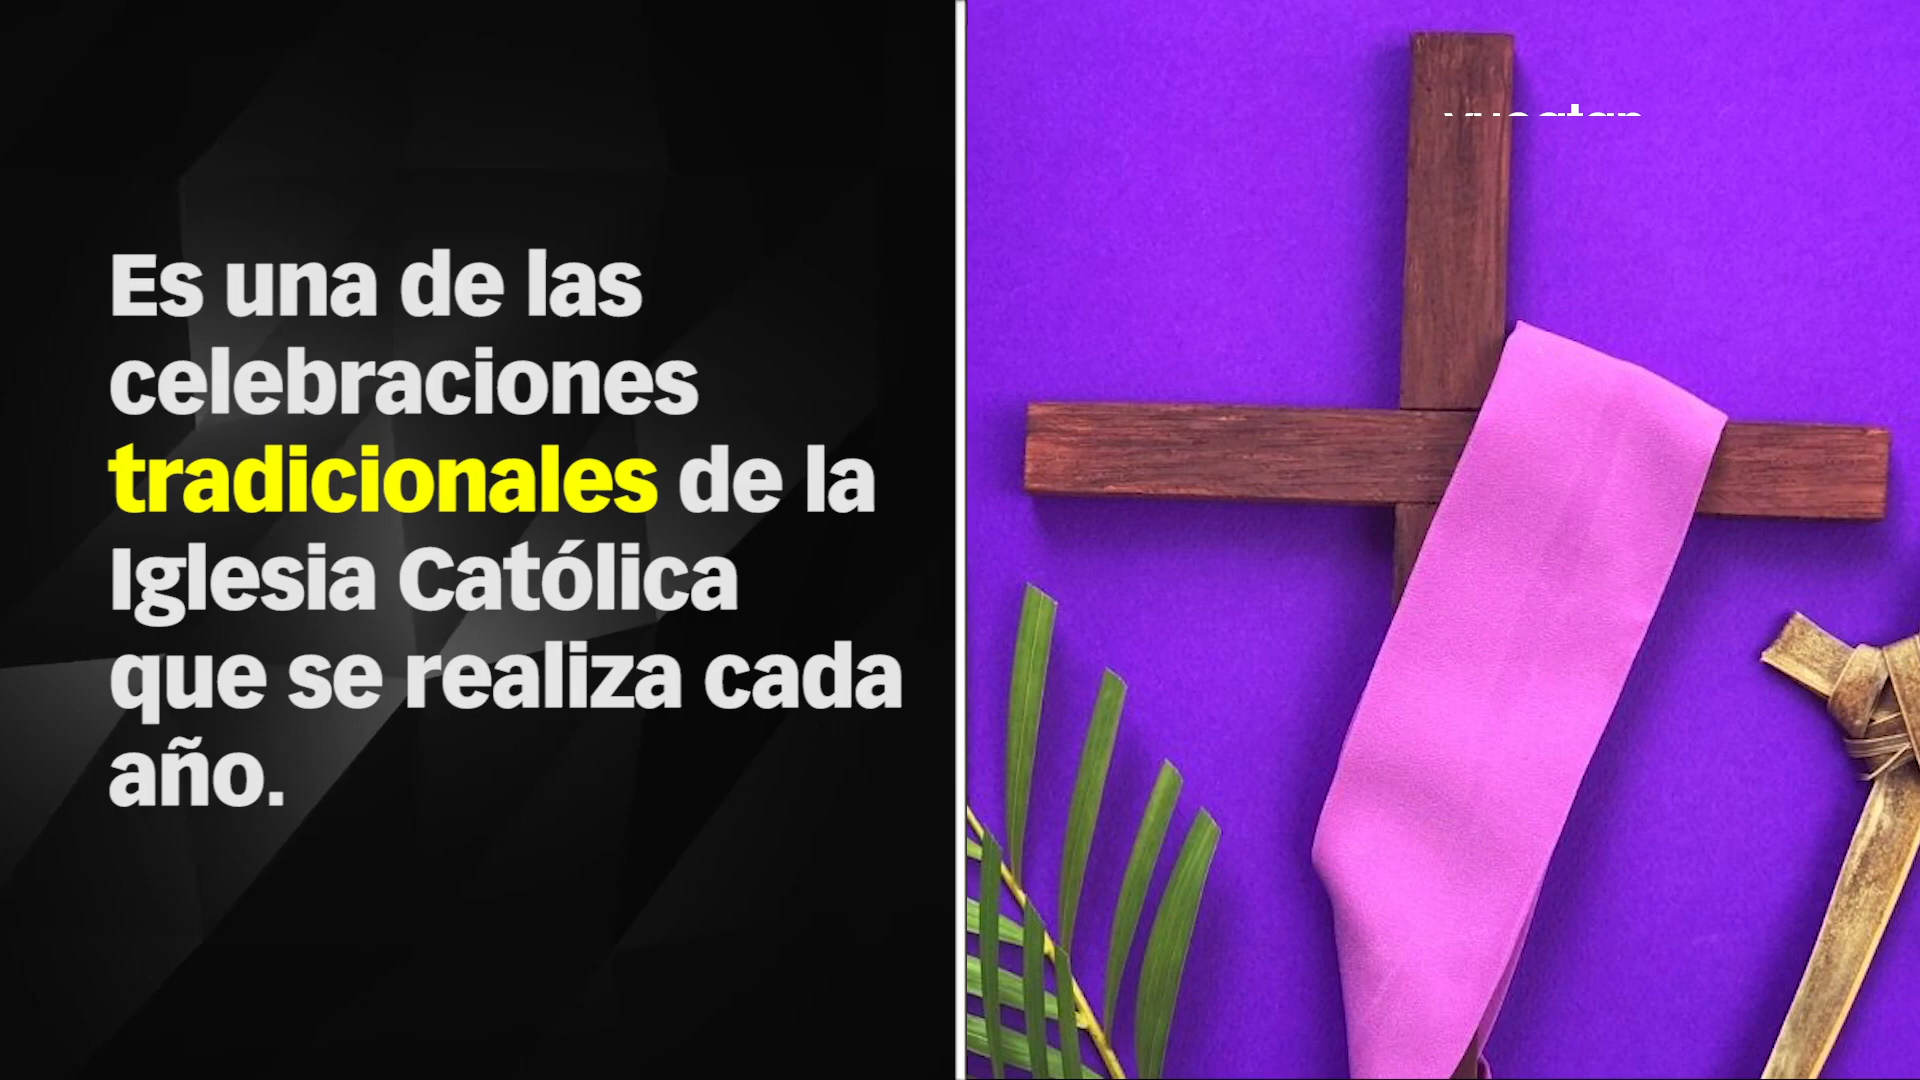 Es una de las
celebraciones
tradicionales de la
Iglesia Católica
que se realiza cada
año.